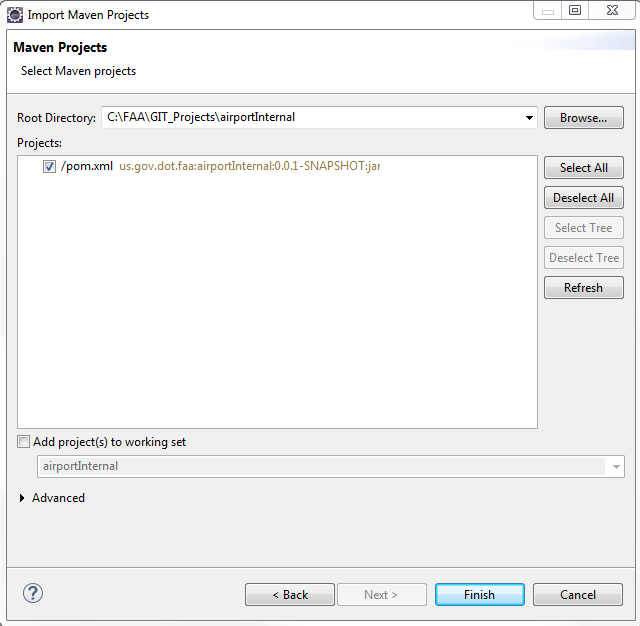 Import Maven Projects
Maven Projects
Select Maven projects
Root Directory: C:\FAA\GIT_Projects\airportInternal Browse...
Projects:
/pom.xml us.gov.dot.faa:airportInternal:0.0.1-SNAPSHOT:jar
Select All
Deselect All
Select Tree
Deselect Tree
Refresh
Add project(s) to working set
airportInternal
Advanced
? < Back Next > Finish Cancel